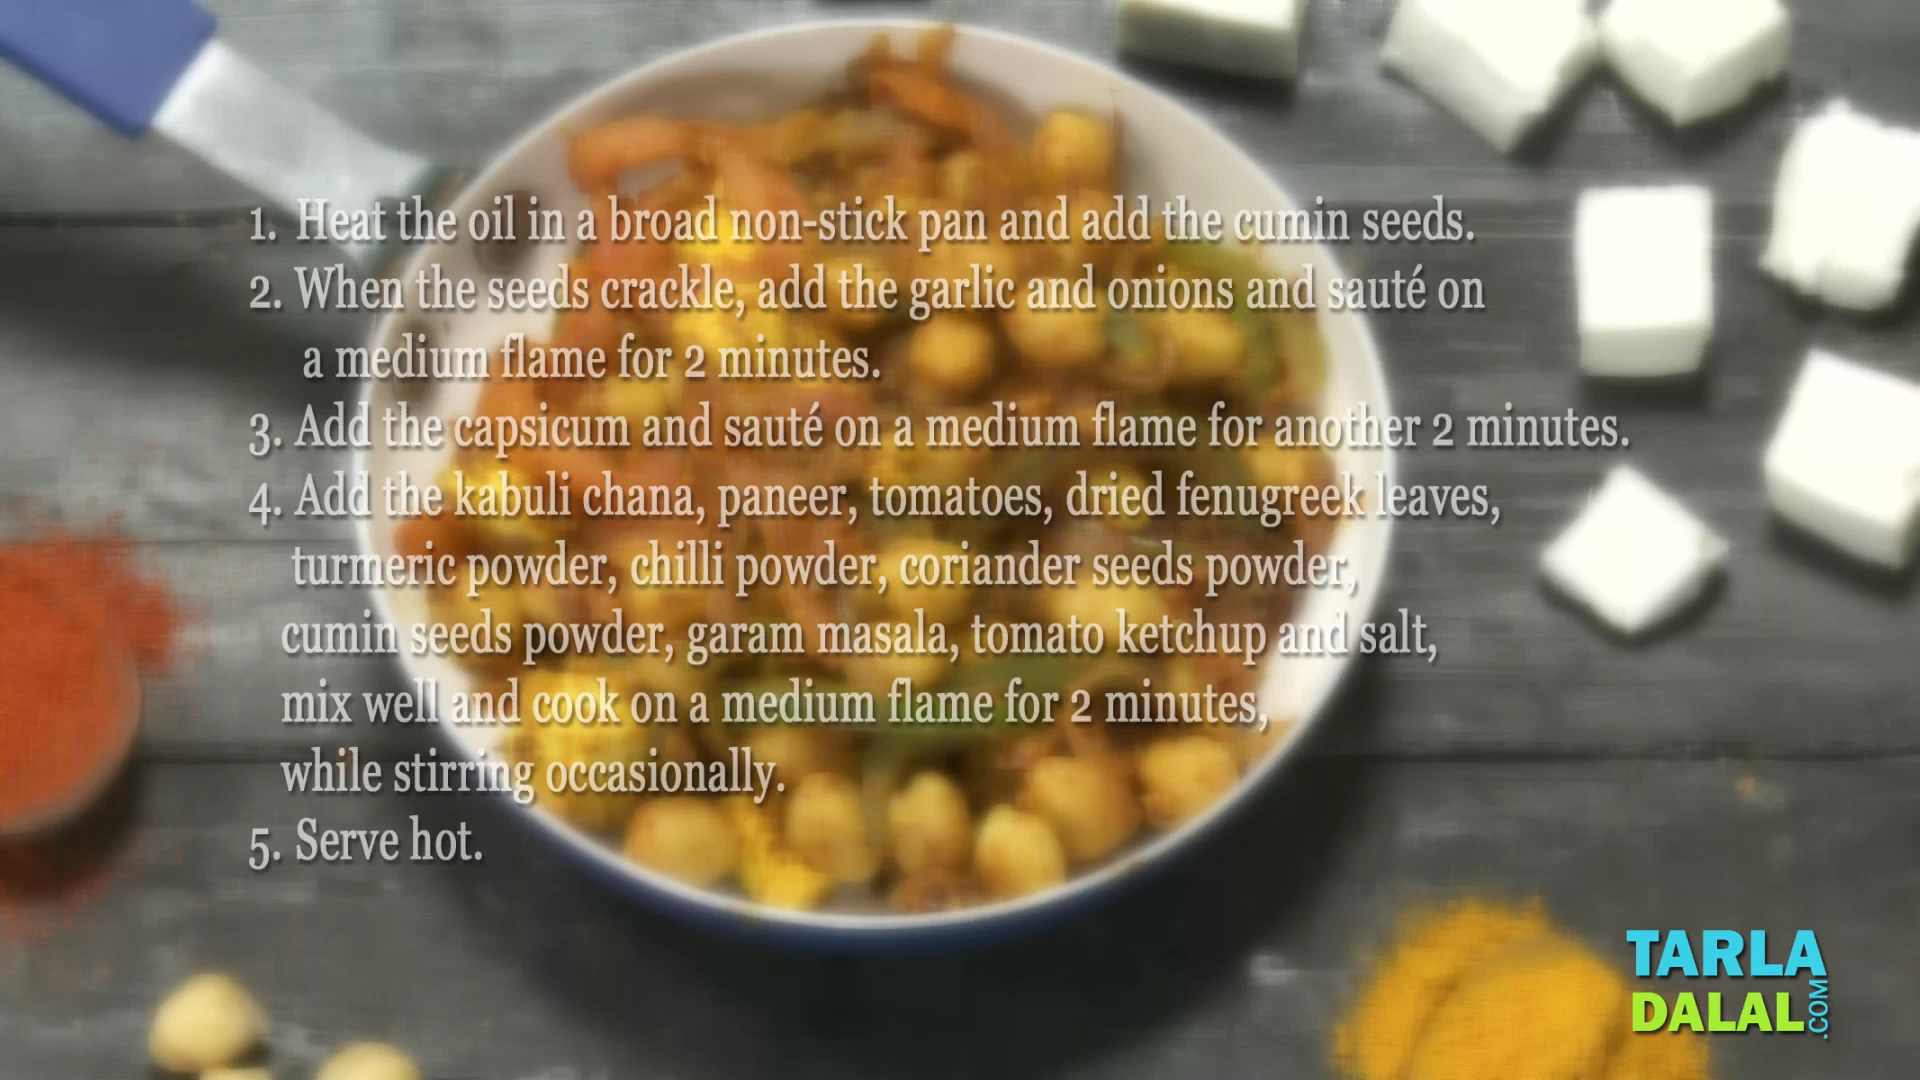 1. Heat the oil in a broad non-stick pan and add the cumin seeds.
2. When the seeds crackle, add the garlic and onions and sauté on
a medium flame for 2 minutes.
3. Add the capsicum and sauté on a medium flame for another 2 minutes.
4. Add the kabuli chana, paneer, tomatoes, dried fenugreek leaves,
turmeric powder, chilli powder, coriander seeds powder,
cumin seeds powder, garam masala, tomato ketchup and salt,
mix well and cook on a medium flame for 2 minutes,
while stirring occasionally.
5. Serve hot.
TARLA
DALAL
.COM